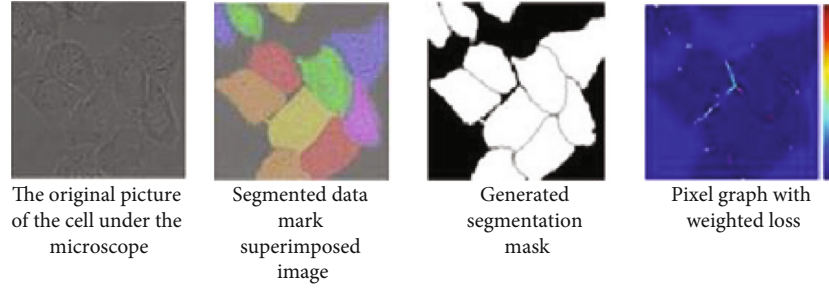 The original picture
of the cell under the
microscope
Segmented data
mark
superimposed
image
Generated
segmentation
mask
Pixel graph with
weighted loss